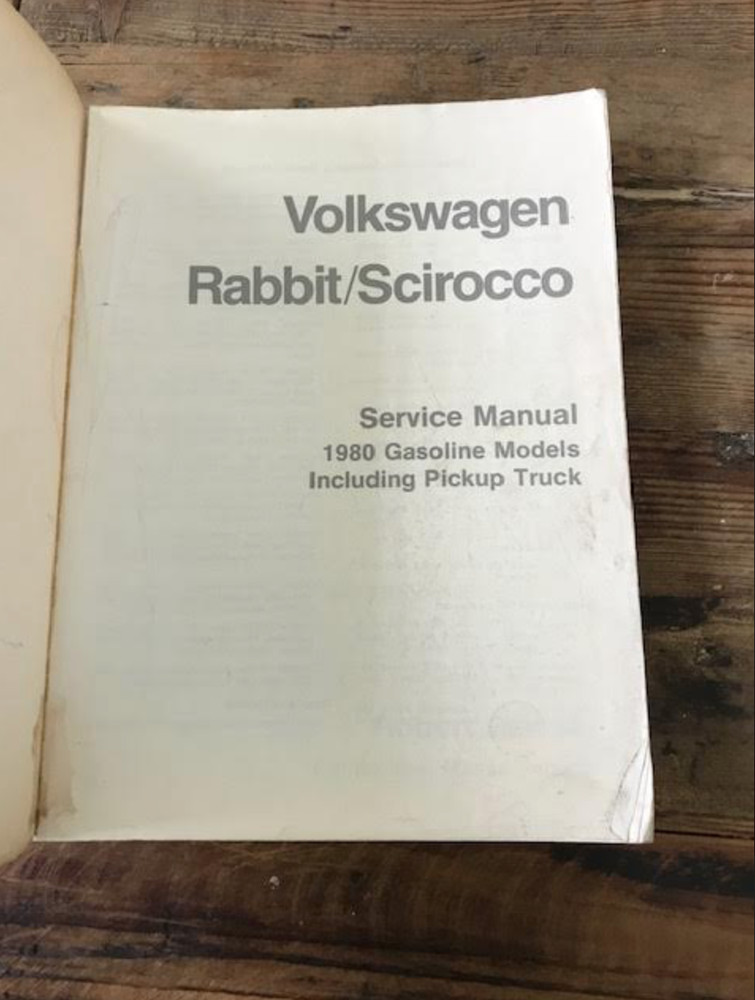 Volkswagen
Rabbit/Scirocco
Service Manual
1980 Gasoline Models
Including Pickup Truck